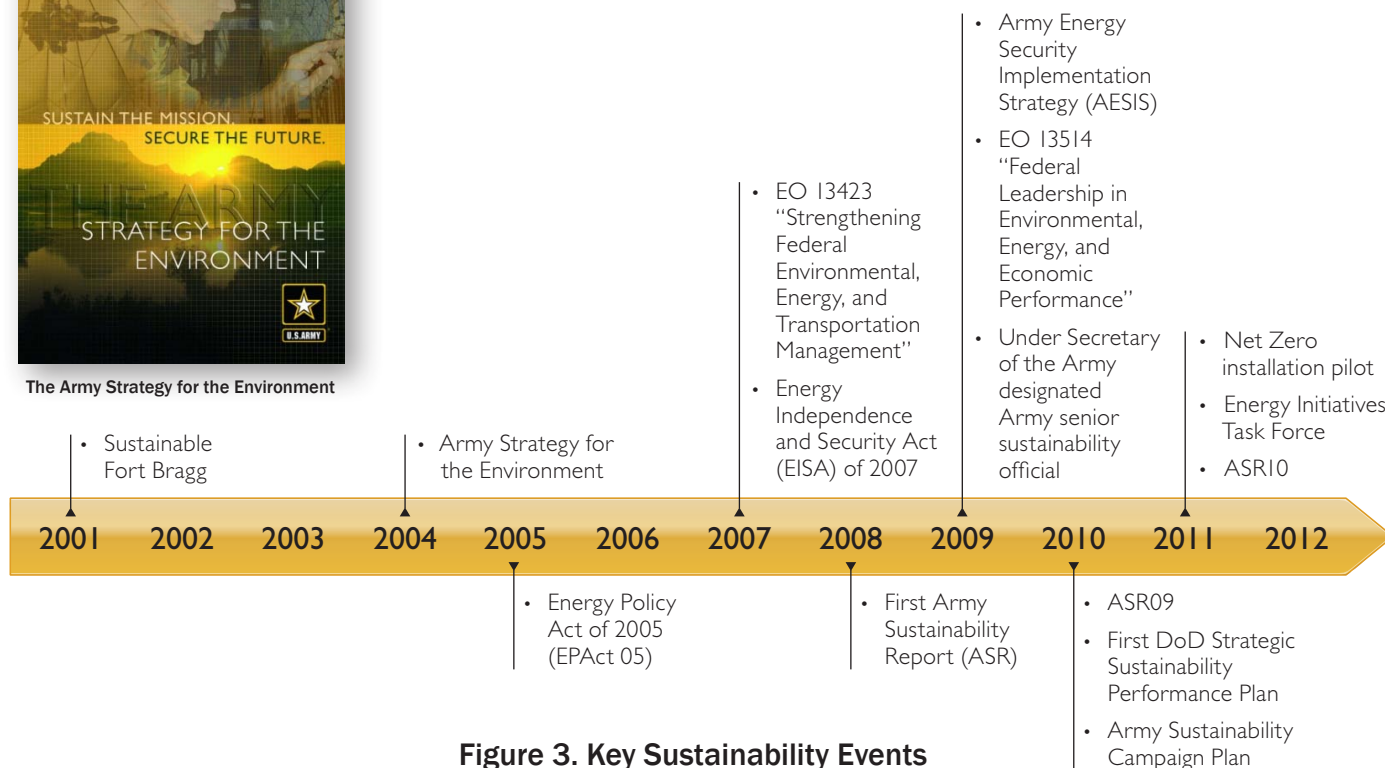 SUSTAIN THE MISSION.
SECURE THE FUTURE.
THE ARMY
STRATEGY FOR THE
ENVIRONMENT
U.S.ARMY
The Army Strategy for the Environment
• Sustainable
Fort Bragg
• Army Strategy for
the Environment
• EO 13423
“Strengthening
Federal
Environmental,
Energy, and
Transportation
Management”
• Energy
Independence
and Security Act
(EISA) of 2007
• Army Energy
Security
Implementation
Strategy (AESIS)
• EO 13514
“Federal
Leadership in
Environmental,
Energy, and
Economic
Performance”
• Under Secretary
of the Army
designated
Army senior
sustainability
official
• Net Zero
installation pilot
• Energy Initiatives
Task Force
• ASR10
2001 2002 2003 2004 2005 2006 2007 2008 2009 2010 2011 2012
• Energy Policy
Act of 2005
(EPAct 05)
• First Army
Sustainability
Report (ASR)
• ASR09
• First DoD Strategic
Sustainability
Performance Plan
• Army Sustainability
Campaign Plan
Figure 3. Key Sustainability Events